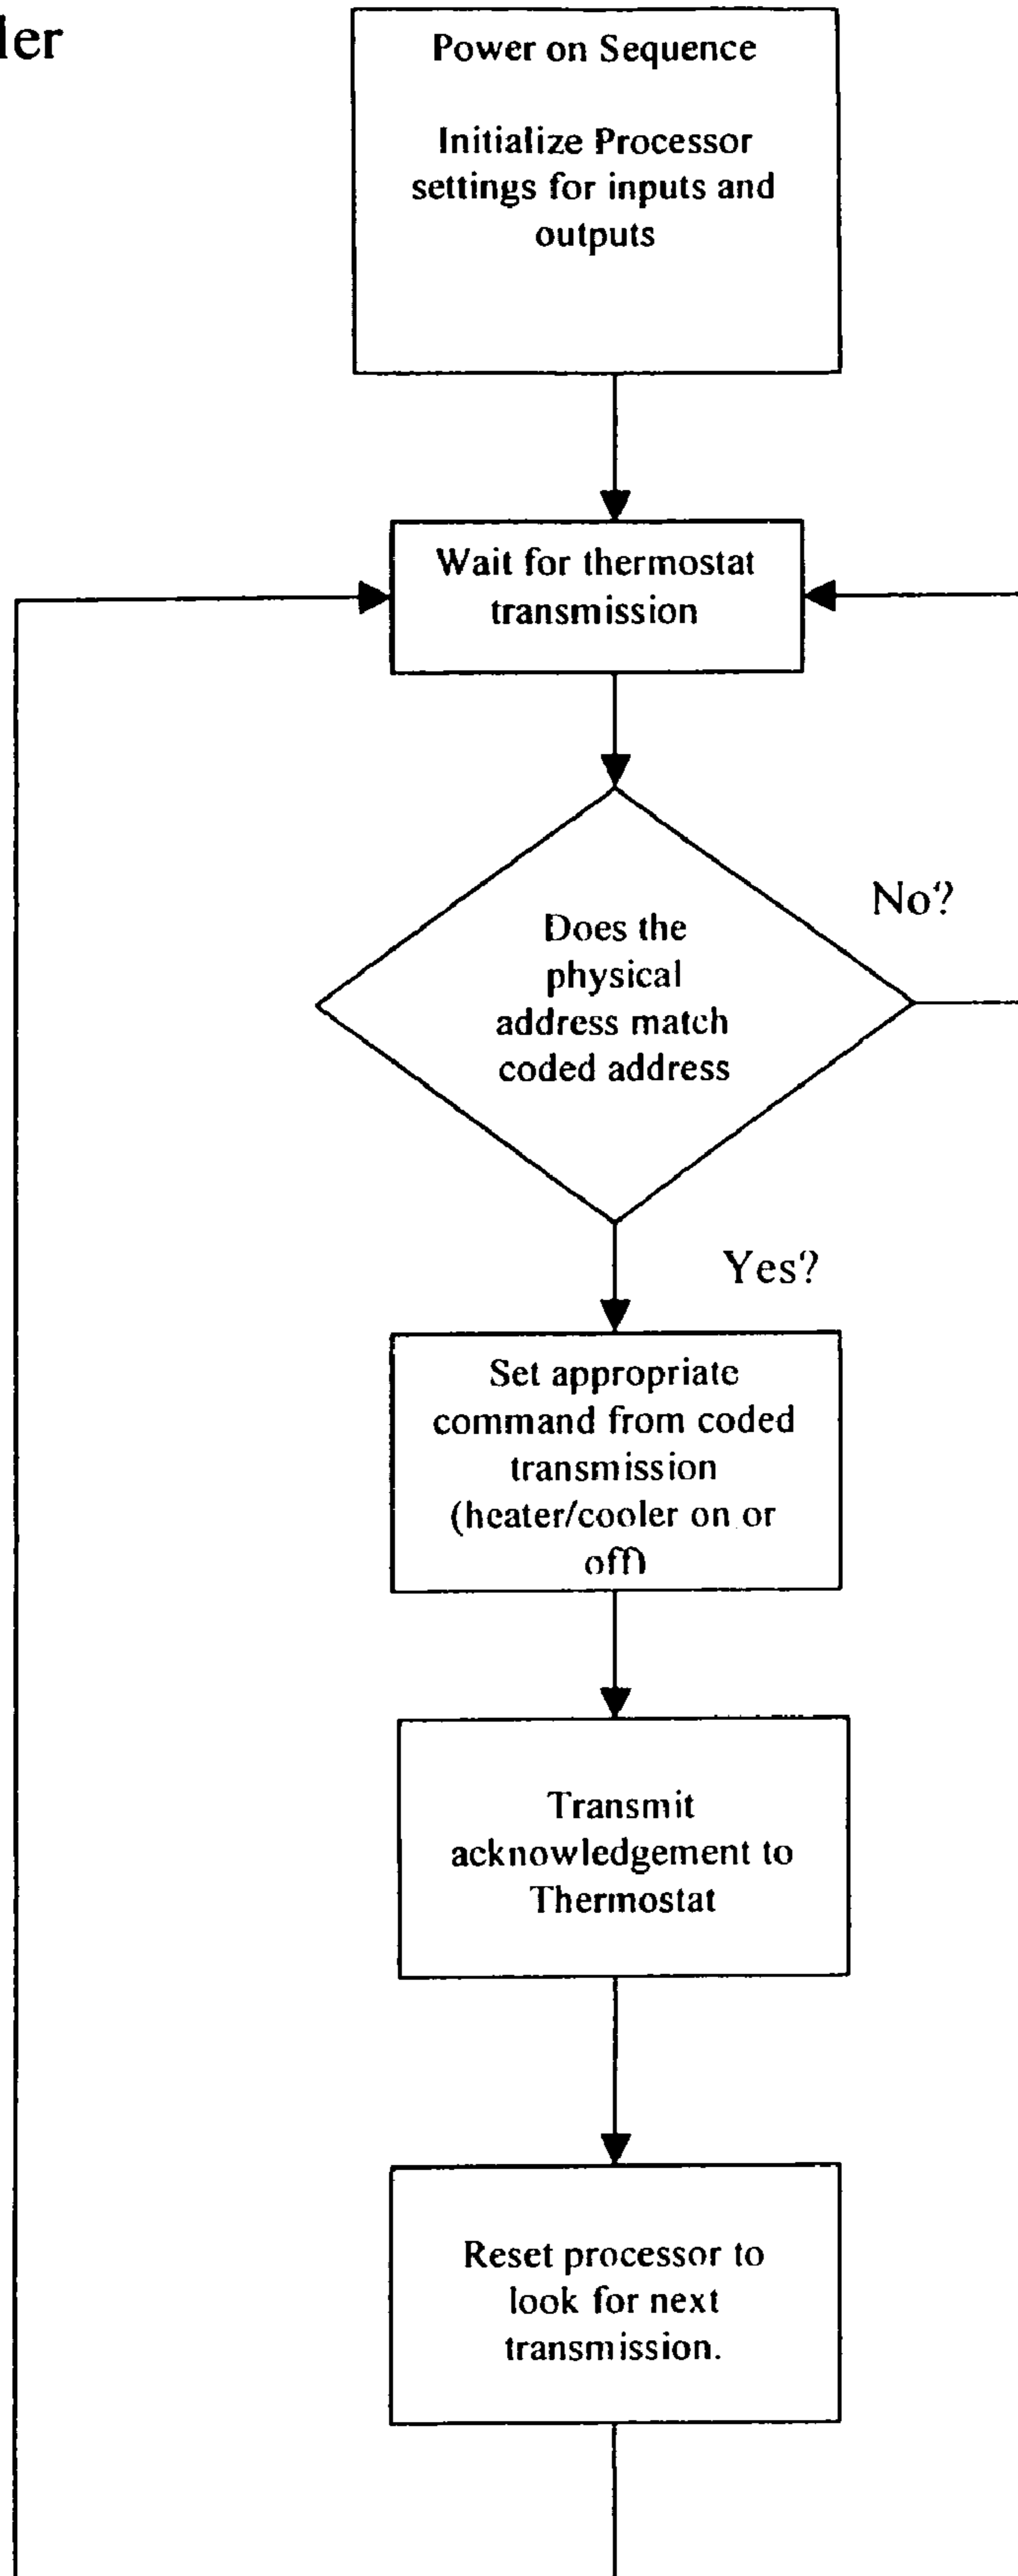 Power on Sequence
Initialize Processor
settings for inputs and
outputs
Wait for thermostat
transmission
No?
Does the
physical
address match
coded address
Yes?
Set appropriate
command from coded
transmission
(heater/cooler on or
off)
Transmit
acknowledgement to
Thermostat
Reset processor to
look for next
transmission.